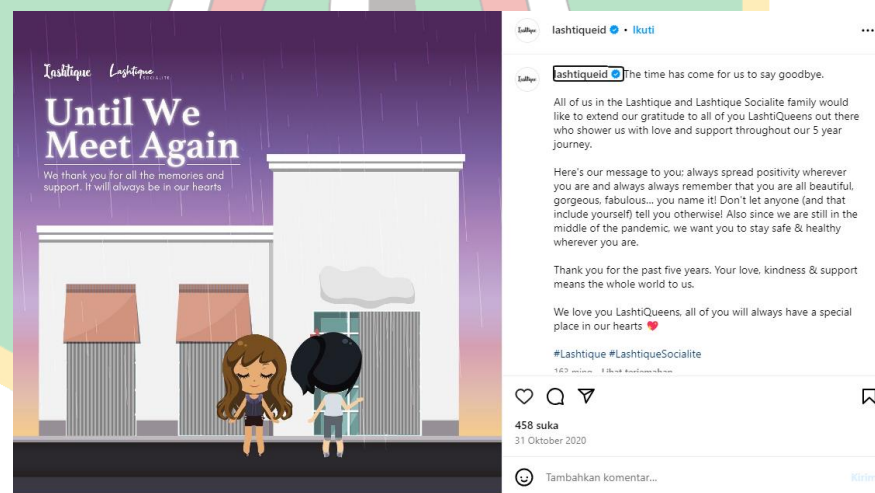 Lashtique Lashtique
SOCIALITE
Until We
Meet Again
We thank you for all the memories and
support. It will always be in our hearts
lashtiqueid • Ikuti
lashtiqueid The time has come for us to say goodbye.
All of us in the Lashtique and Lashtique Socialite family would
like to extend our gratitude to all of you LashtiQueens out there
who shower us with love and support throughout our 5 year
journey.
Here's our message to you; always spread positivity wherever
you are and always always remember that you are all beautiful,
gorgeous, fabulous... you name it! Don't let anyone (and that
include yourself) tell you otherwise! Also since we are still in the
middle of the pandemic, we want you to stay safe & healthy
wherever you are.
Thank you for the past five years. Your love, kindness & support
means the whole world to us.
We love you LashtiQueens, all of you will always have a special
place in our hearts 💖
#Lashtique #LashtiqueSocialite
163 mgg Lihat terjemahan
458 suka
31 Oktober 2020
Tambahkan komentar...
Kirim